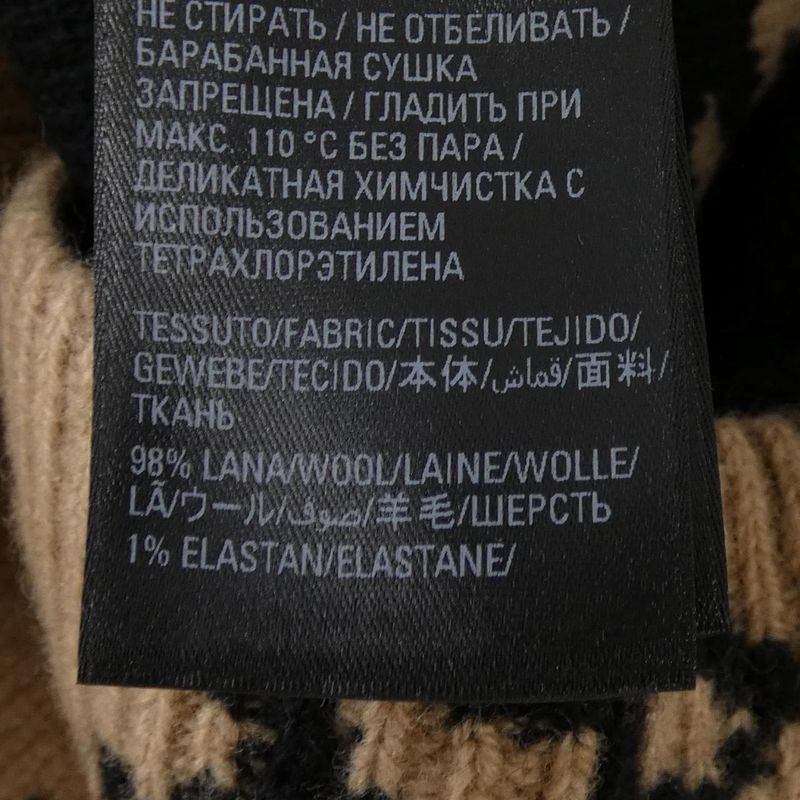 НЕ СТИРАТЬ / НЕ ОТБЕЛИВАТЬ /
БАРАБАННАЯ СУШКА
ЗАПРЕЩЕНА / ГЛАДИТЬ ПРИ
МАКС. 110 °C БЕЗ ПАРА /
ДЕЛИКАТНАЯ ХИМЧИСТКА С
ИСПОЛЬЗОВАНИЕМ
ТЕТРАХЛОРЭТИЛЕНА
TESSUTO/FABRIC/TISSU/TEJIDO/
GEWEBE/TECIDO/本体/قماش/面料/
ТКАНЬ
98% LANA/WOOL/LAINE/WOLLE/
LÃ/ウール/صوف/羊毛/ШЕРСТЬ
1% ELASTAN/ELASTANE/